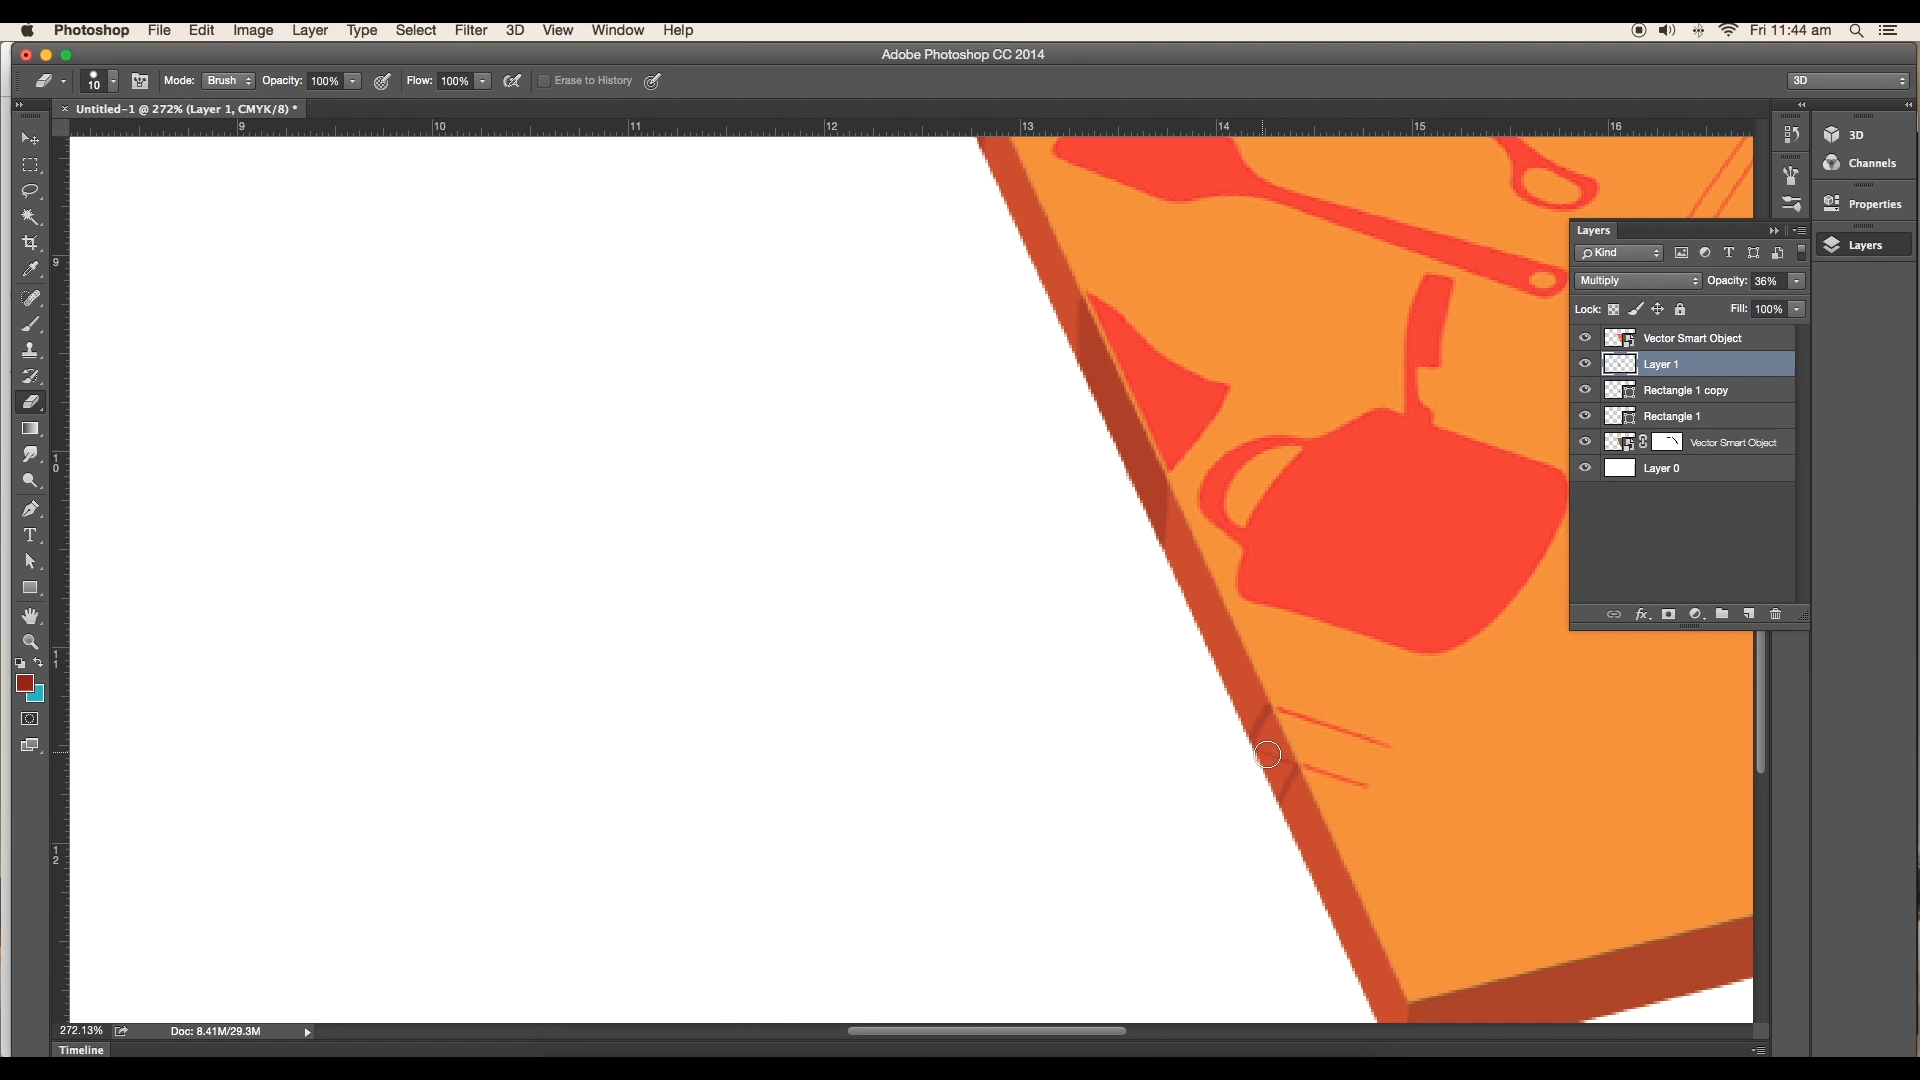 Photoshop File Edit Image Layer Type Select Filter 3D View Window Help Fri 11:44 am
Adobe Photoshop CC 2014
10 Mode: Brush Opacity: 100% Flow: 100% Erase to History 3D
Untitled-1 @ 272% (Layer 1, CMYK/8) *
9 10 11 12 13 14 15 16
3D
Channels
Properties
Layers
Layers
Kind
Multiply Opacity: 36%
Lock: Fill: 100%
Vector Smart Object
Layer 1
Rectangle 1 copy
Rectangle 1
Vector Smart Object
Layer 0
9
10
11
12
272.13% Doc: 8.41M/29.3M
Timeline